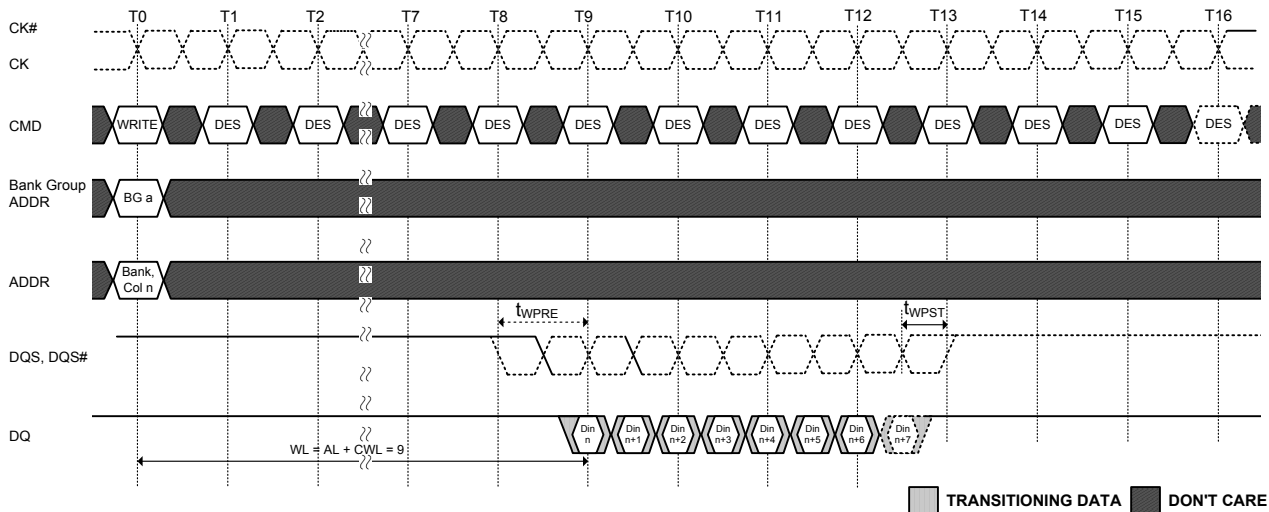 T0 T1 T2 T7 T8 T9 T10 T11 T12 T13 T14 T15 T16
CK#
CK
CMD WRITE DES DES DES DES DES DES DES DES DES DES DES DES
Bank Group
ADDR
BG a
ADDR
Bank,
Col n
tWPRE tWPST
DQS, DQS#
DQ
Din n
Din n+1
Din n+2
Din n+3
Din n+4
Din n+5
Din n+6
Din n+7
WL = AL + CWL = 9
TRANSITIONING DATA DON'T CARE